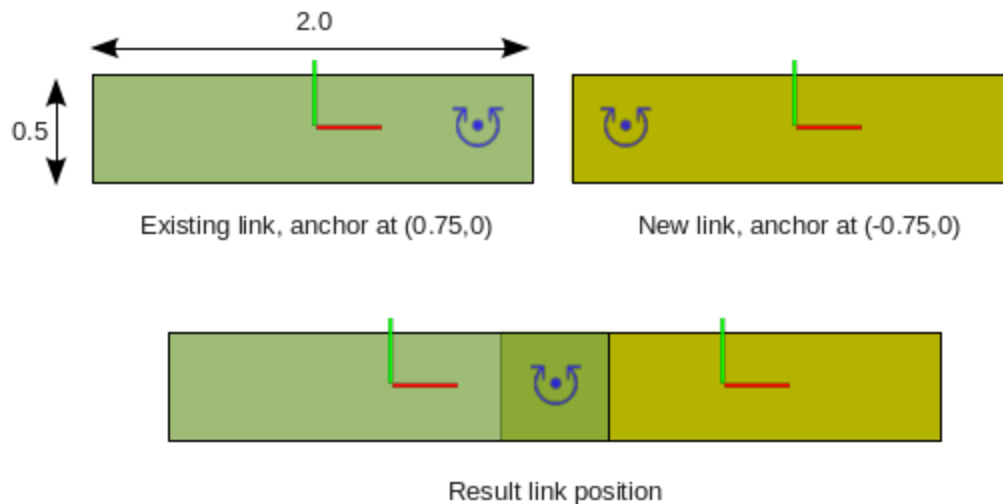 2.0
0.5
Existing link, anchor at (0.75,0)
New link, anchor at (-0.75,0)
Result link position